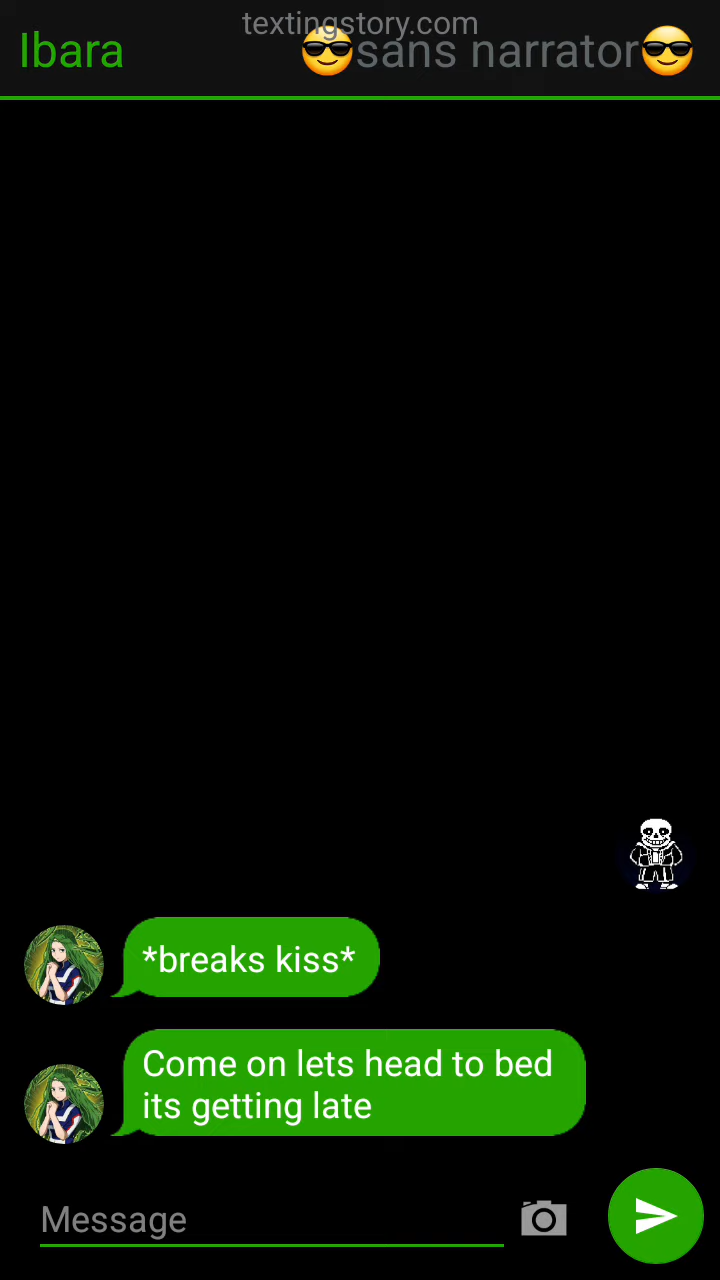 textingstory.com
Ibara
😎sans narrator😎
*breaks kiss*
Come on lets head to bed
its getting late
Message